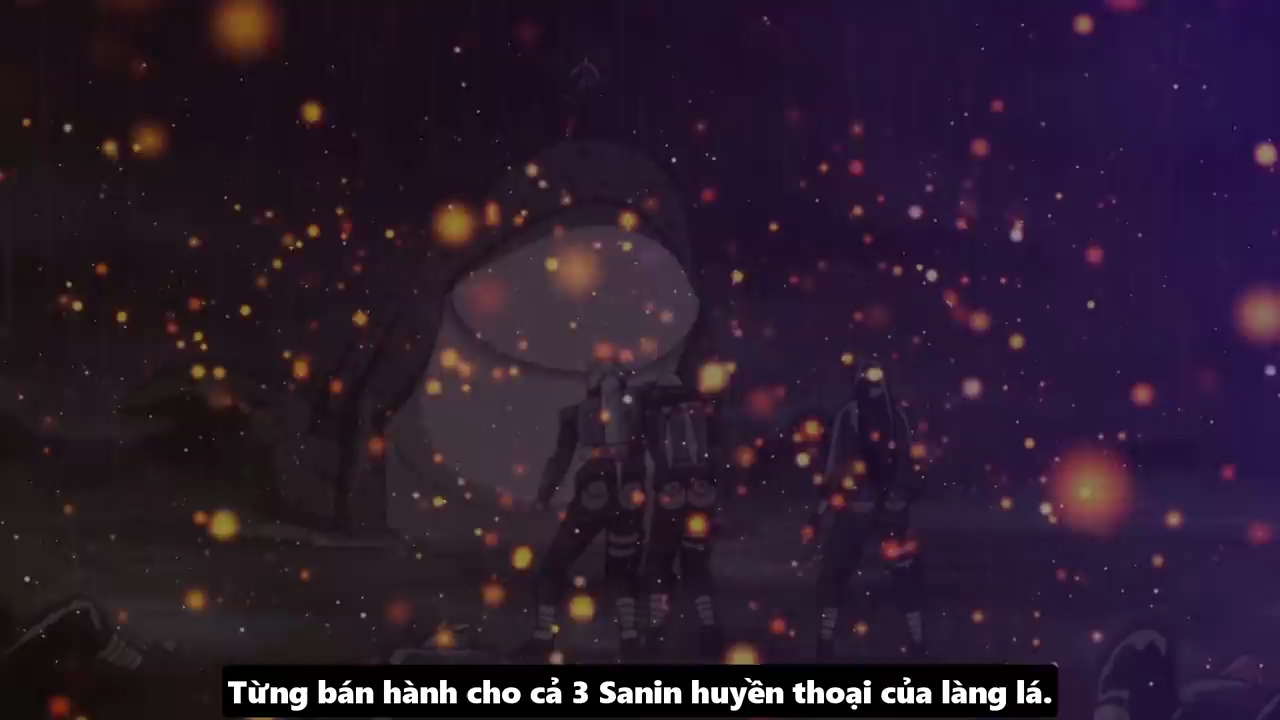 Từng bán hành cho cả 3 Sanin huyền thoại của làng lá.